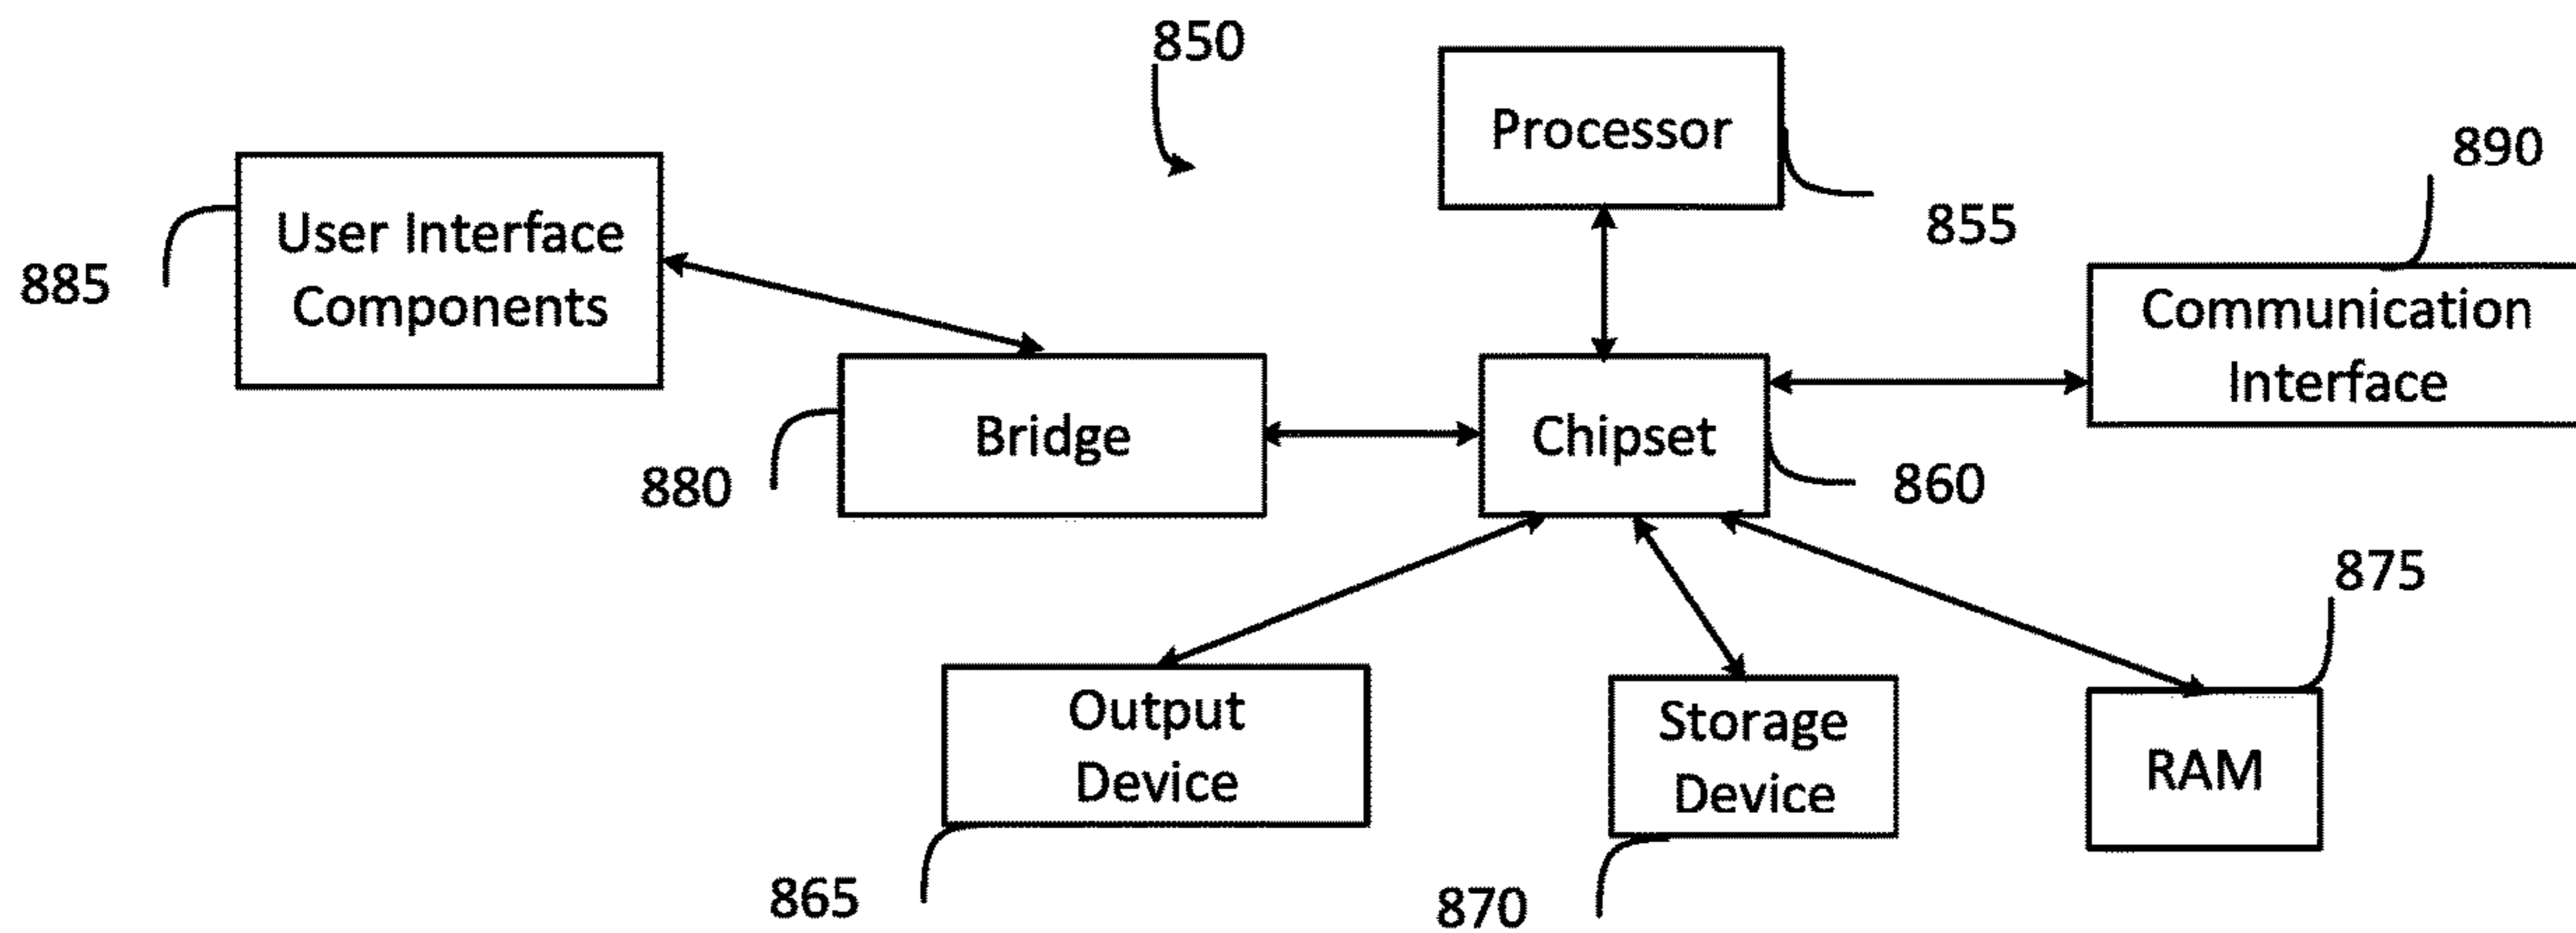 850
Processor
890
User Interface
Components
855
885
Communication
Interface
Bridge
Chipset
880
860
875
Output
Device
Storage
Device
RAM
865
870